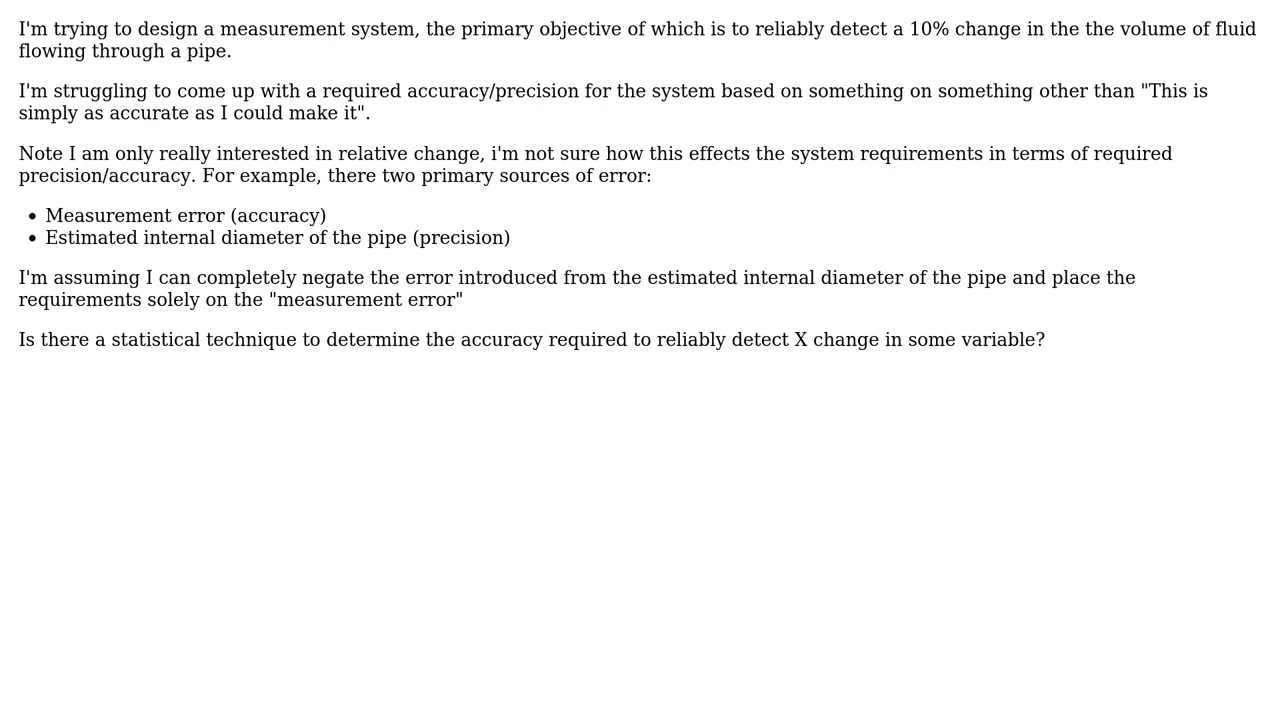 I'm trying to design a measurement system, the primary objective of which is to reliably detect a 10% change in the the volume of fluid
flowing through a pipe.
I'm struggling to come up with a required accuracy/precision for the system based on something on something other than "This is
simply as accurate as I could make it".
Note I am only really interested in relative change, i'm not sure how this effects the system requirements in terms of required
precision/accuracy. For example, there two primary sources of error:
• Measurement error (accuracy)
• Estimated internal diameter of the pipe (precision)
I'm assuming I can completely negate the error introduced from the estimated internal diameter of the pipe and place the
requirements solely on the "measurement error"
Is there a statistical technique to determine the accuracy required to reliably detect X change in some variable?